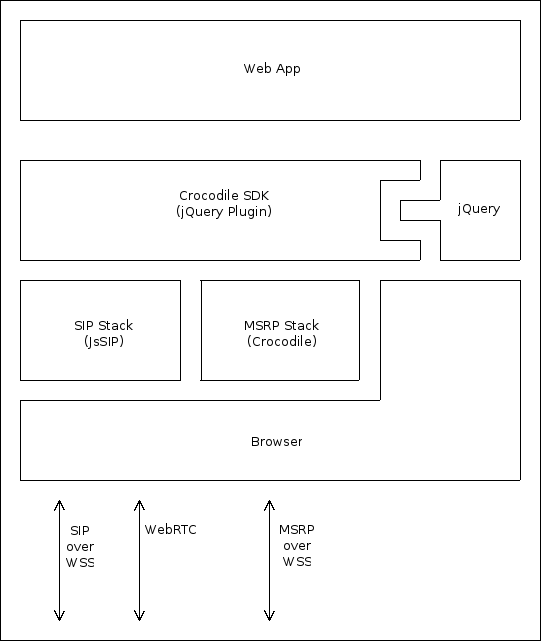 Web App
Crocodile SDK
(jQuery Plugin)
jQuery
SIP Stack
(JsSIP)
MSRP Stack
(Crocodile)
Browser
SIP
over
WSS
WebRTC
MSRP
over
WSS